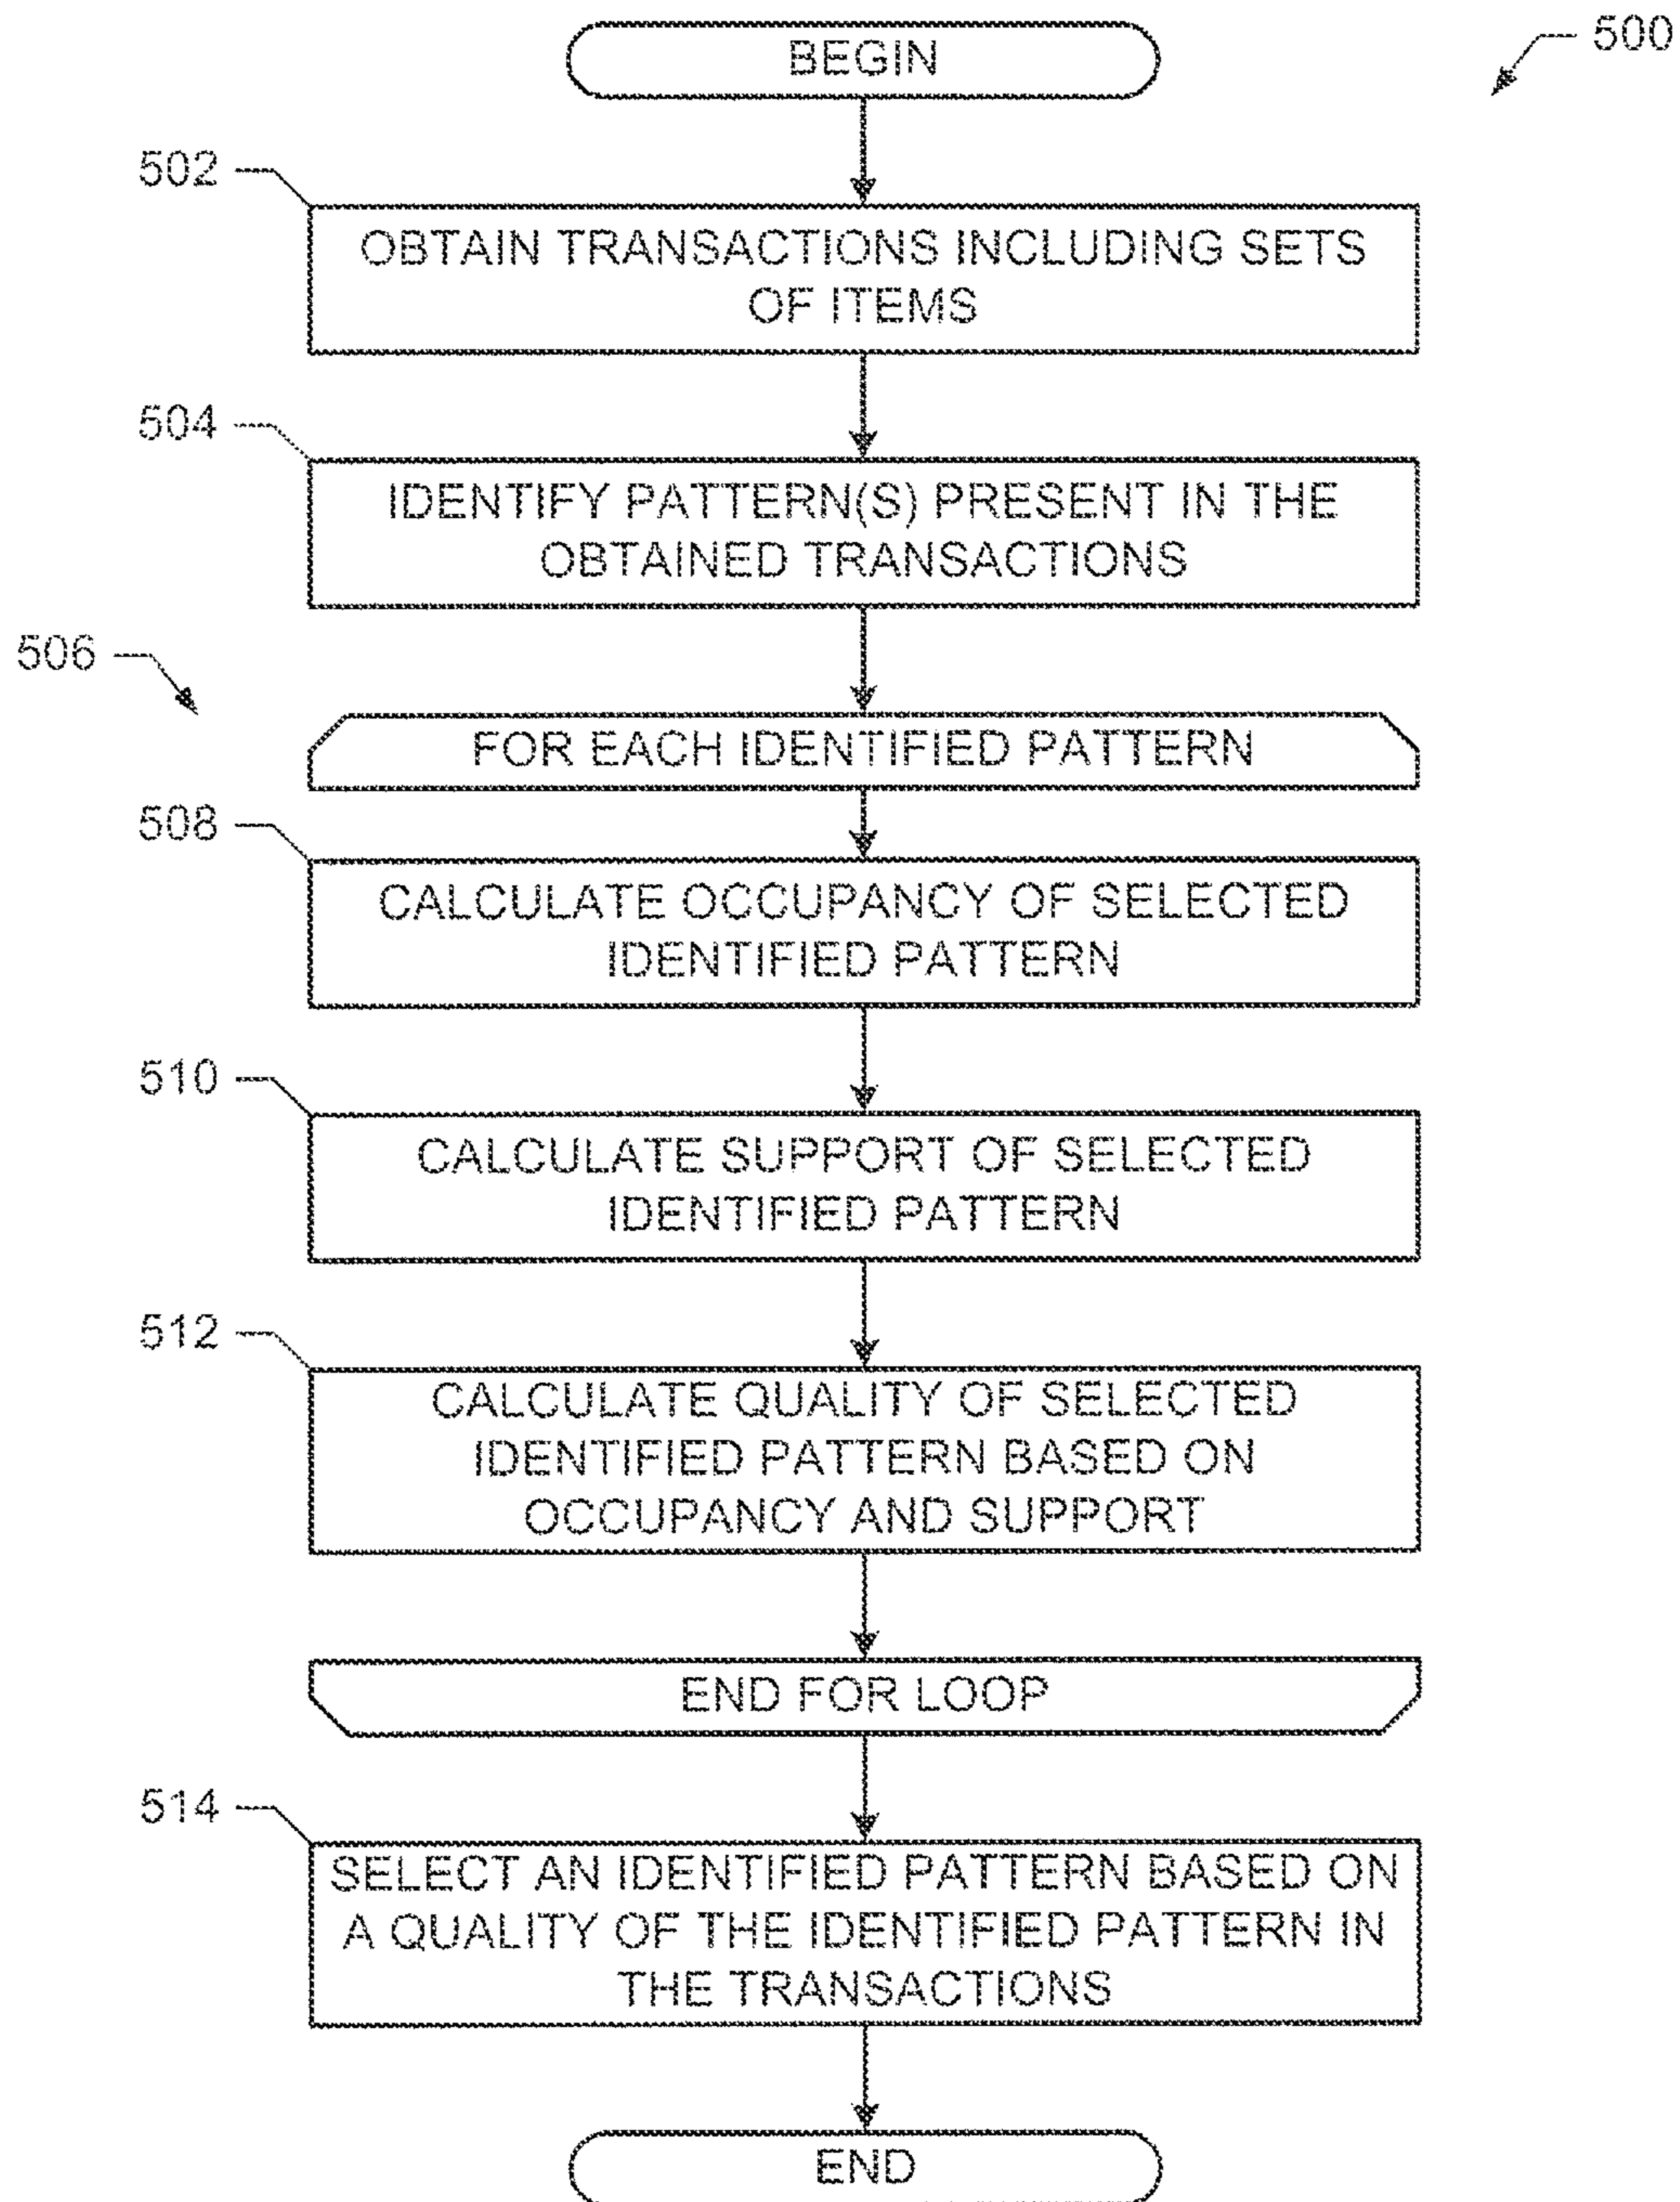 BEGIN
500
502
OBTAIN TRANSACTIONS INCLUDING SETS
OF ITEMS
504
IDENTIFY PATTERN(S) PRESENT IN THE
OBTAINED TRANSACTIONS
506
FOR EACH IDENTIFIED PATTERN
508
CALCULATE OCCUPANCY OF SELECTED
IDENTIFIED PATTERN
510
CALCULATE SUPPORT OF SELECTED
IDENTIFIED PATTERN
512
CALCULATE QUALITY OF SELECTED
IDENTIFIED PATTERN BASED ON
OCCUPANCY AND SUPPORT
END FOR LOOP
514
SELECT AN IDENTIFIED PATTERN BASED ON
A QUALITY OF THE IDENTIFIED PATTERN IN
THE TRANSACTIONS
END